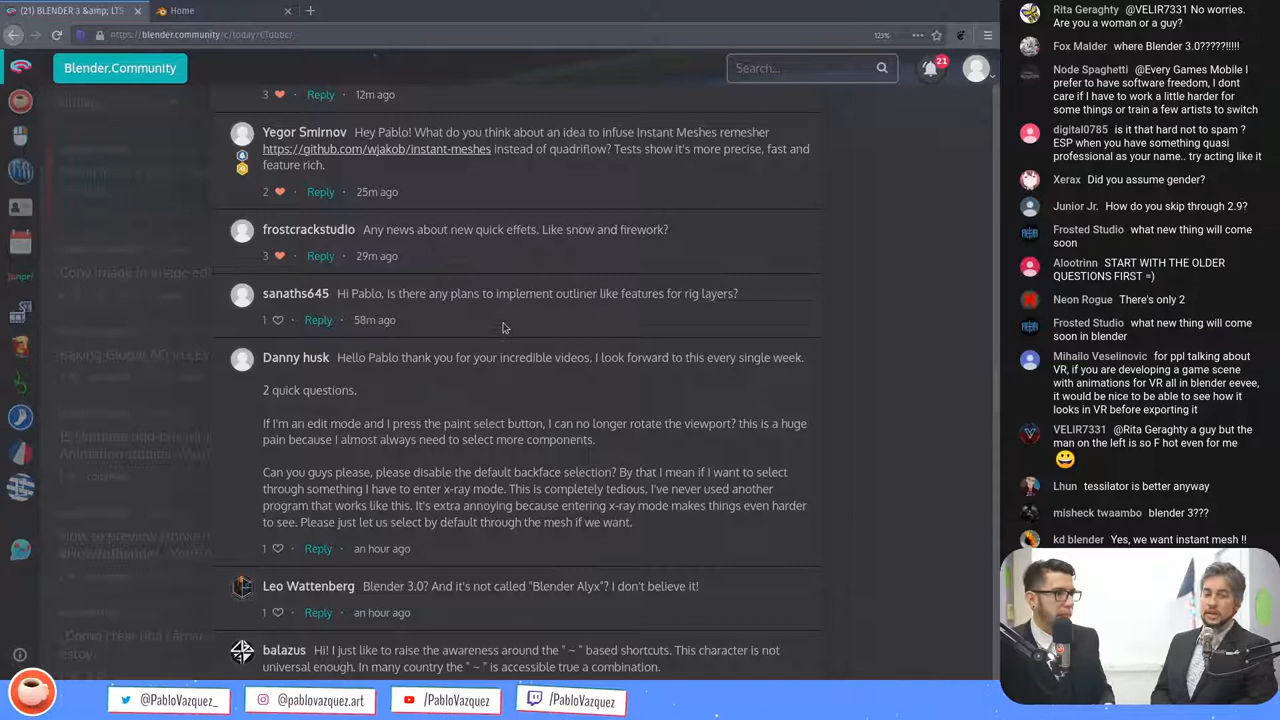 (21) BLENDER 3 &amp; LTS
Home
https://blender.community/c/today/CTdbbc/
123%
Blender.Community
Search...
21
3 · Reply · 12m ago
Yegor Smirnov Hey Pablo! What do you think about an idea to infuse Instant Meshes remesher
https://github.com/wjakob/instant-meshes instead of quadriflow? Tests show it's more precise, fast and
feature rich.
2 · Reply · 25m ago
frostcrackstudio Any news about new quick effets. Like snow and firework?
3 · Reply · 29m ago
sanaths645 Hi Pablo, Is there any plans to implement outliner like features for rig layers?
1 · Reply · 58m ago
Danny husk Hello Pablo thank you for your incredible videos, I look forward to this every single week.
2 quick questions.
If I'm an edit mode and I press the paint select button, I can no longer rotate the viewport? this is a huge
pain because I almost always need to select more components.
Can you guys plesse, please disable the default backface selection? By that I mean if I want to select
through something I have to enter x-ray mode. This is completely tedious, I've never used another
program that works like this. It's extra annoying because entering x-ray mode makes things even harder
to see. Please just let us select by default through the mesh if we want.
1 · Reply · an hour ago
Leo Wattenberg Blender 3.0? And it's not called "Blender Alyx"? I don't believe it!
1 · Reply · an hour ago
balazus Hi! I just like to raise the awareness around the " ~ " based shortcuts. This character is not
universal enough. In many country the " ~ " is accessible true a combination.
Rita Geraghty @VELIR7331 No worries.
Are you a woman or a guy?
Fox Malder where Blender 3.0?????!!!!!
Node Spaghetti @Every Games Mobile I
prefer to have software freedom, I dont
care if I have to work a little harder for
some things or train a few artists to switch
digital0785 is it that hard not to spam ?
ESP when you have something quasi
professional as your name.. try acting like it
Xerax Did you assume gender?
Junior Jr. How do you skip through 2.9?
Frosted Studio what new thing will come
soon
Alootrinn START WITH THE OLDER
QUESTIONS FIRST =)
Neon Rogue There's only 2
Frosted Studio what new thing will come
soon in blender
Mihailo Veselinovic for ppl talking about
VR, if you are developing a game scene
with animations for VR all in blender eevee,
it would be nice to be able to see how it
looks in VR before exporting it
VELIR7331 @Rita Geraghty a guy but the
man on the left is so F hot even for me
Lhun tessilator is better anyway
misheck twaambo blender 3???
kd blender Yes, we want instant mesh !!
@PabloVazquez_
@pablovazquez.art
/PabloVazquez
/PabloVazquez